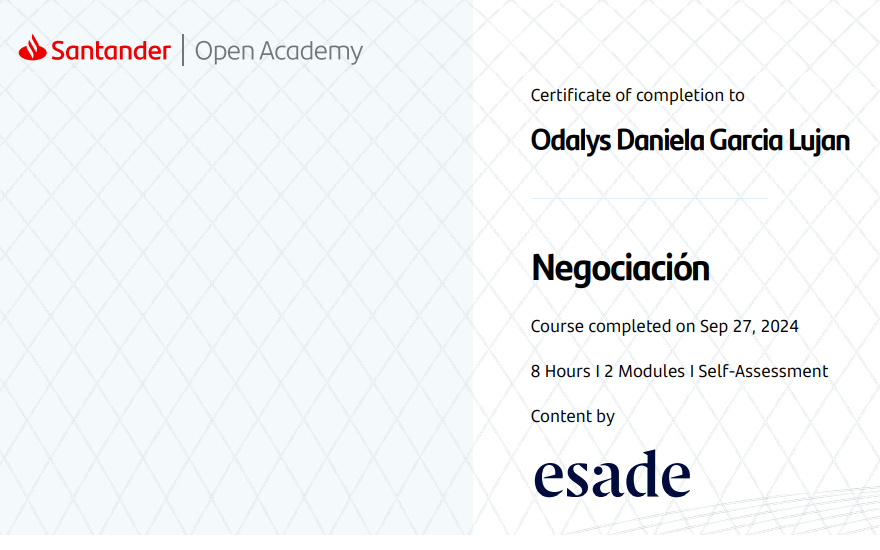 Santander | Open Academy
Certificate of completion to
Odalys Daniela Garcia Lujan
Negociación
Course completed on Sep 27, 2024
8 Hours I 2 Modules I Self-Assessment
Content by
esade